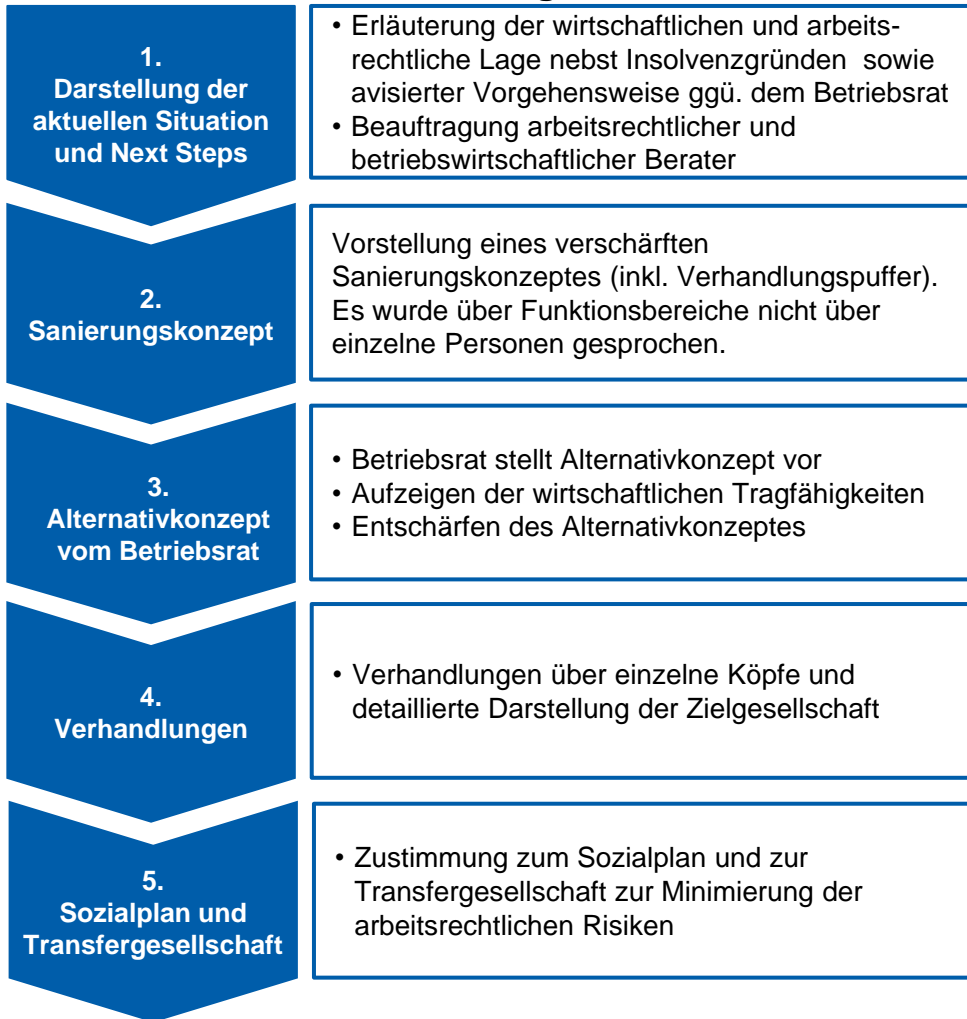 1.
Darstellung der
aktuellen Situation
und Next Steps
• Erläuterung der wirtschaftlichen und arbeits-
rechtliche Lage nebst Insolvenzgründen sowie
avisierter Vorgehensweise ggü. dem Betriebsrat
• Beauftragung arbeitsrechtlicher und
betriebswirtschaftlicher Berater
2.
Sanierungskonzept
Vorstellung eines verschärften
Sanierungskonzeptes (inkl. Verhandlungspuffer).
Es wurde über Funktionsbereiche nicht über
einzelne Personen gesprochen.
3.
Alternativkonzept
vom Betriebsrat
• Betriebsrat stellt Alternativkonzept vor
• Aufzeigen der wirtschaftlichen Tragfähigkeiten
• Entschärfen des Alternativkonzeptes
4.
Verhandlungen
• Verhandlungen über einzelne Köpfe und
detaillierte Darstellung der Zielgesellschaft
5.
Sozialplan und
Transfergesellschaft
• Zustimmung zum Sozialplan und zur
Transfergesellschaft zur Minimierung der
arbeitsrechtlichen Risiken